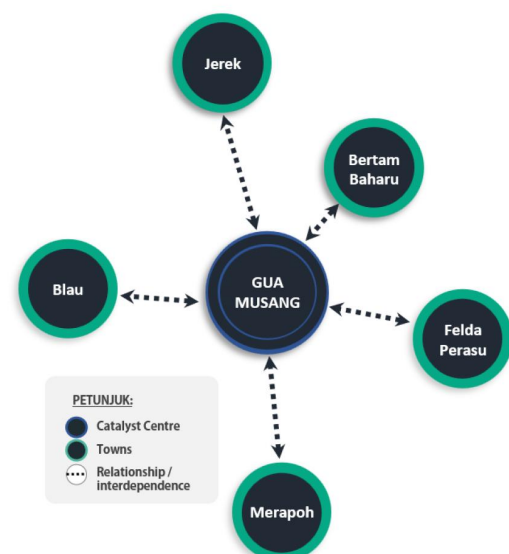 Jerek
Bertam
Baharu
GUA
MUSANG
Blau
Felda
Perasu
PETUNJUK:
Catalyst Centre
Towns
Relationship /
interdependence
Merapoh